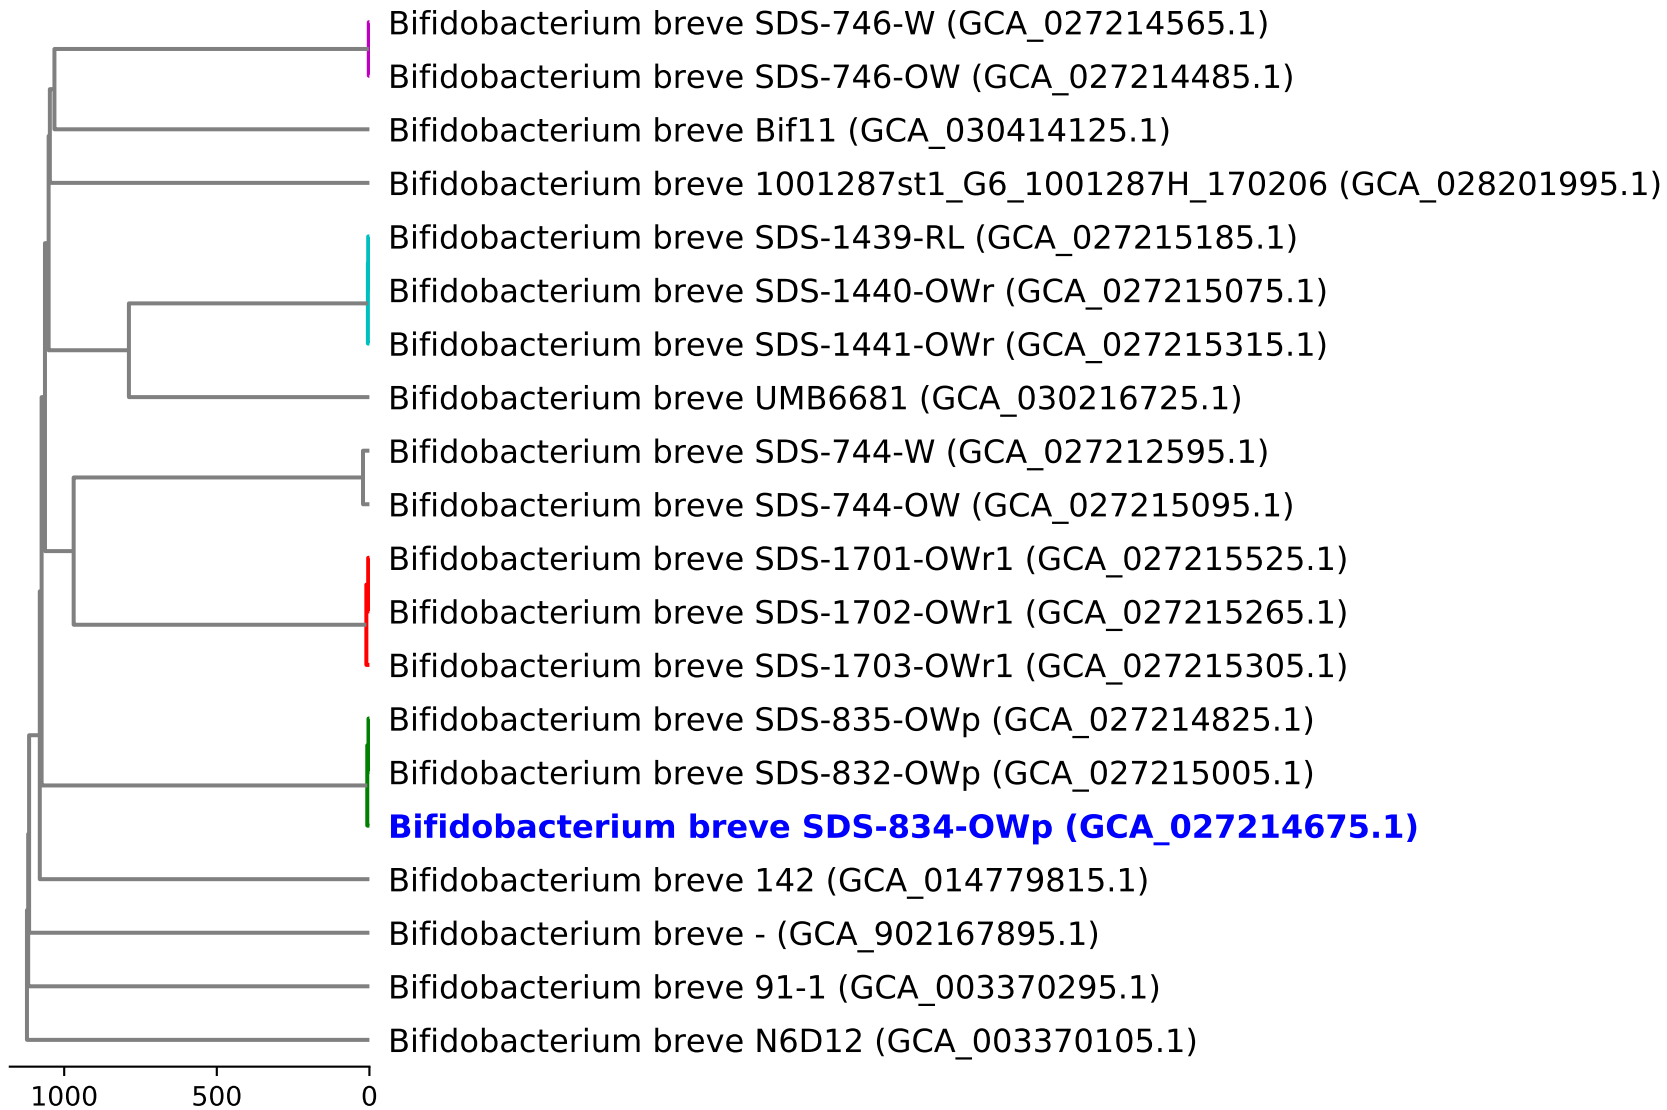 Bifidobacterium breve SDS-746-W (GCA_027214565.1)
Bifidobacterium breve SDS-746-OW (GCA_027214485.1)
Bifidobacterium breve Bif11 (GCA_030414125.1)
Bifidobacterium breve 1001287st1_G6_1001287H_170206 (GCA_028201995.1)
Bifidobacterium breve SDS-1439-RL (GCA_027215185.1)
Bifidobacterium breve SDS-1440-OWr (GCA_027215075.1)
Bifidobacterium breve SDS-1441-OWr (GCA_027215315.1)
Bifidobacterium breve UMB6681 (GCA_030216725.1)
Bifidobacterium breve SDS-744-W (GCA_027212595.1)
Bifidobacterium breve SDS-744-OW (GCA_027215095.1)
Bifidobacterium breve SDS-1701-OWr1 (GCA_027215525.1)
Bifidobacterium breve SDS-1702-OWr1 (GCA_027215265.1)
Bifidobacterium breve SDS-1703-OWr1 (GCA_027215305.1)
Bifidobacterium breve SDS-835-OWp (GCA_027214825.1)
Bifidobacterium breve SDS-832-OWp (GCA_027215005.1)
Bifidobacterium breve SDS-834-OWp (GCA_027214675.1)
Bifidobacterium breve 142 (GCA_014779815.1)
Bifidobacterium breve - (GCA_902167895.1)
Bifidobacterium breve 91-1 (GCA_003370295.1)
Bifidobacterium breve N6D12 (GCA_003370105.1)
1000 500 0